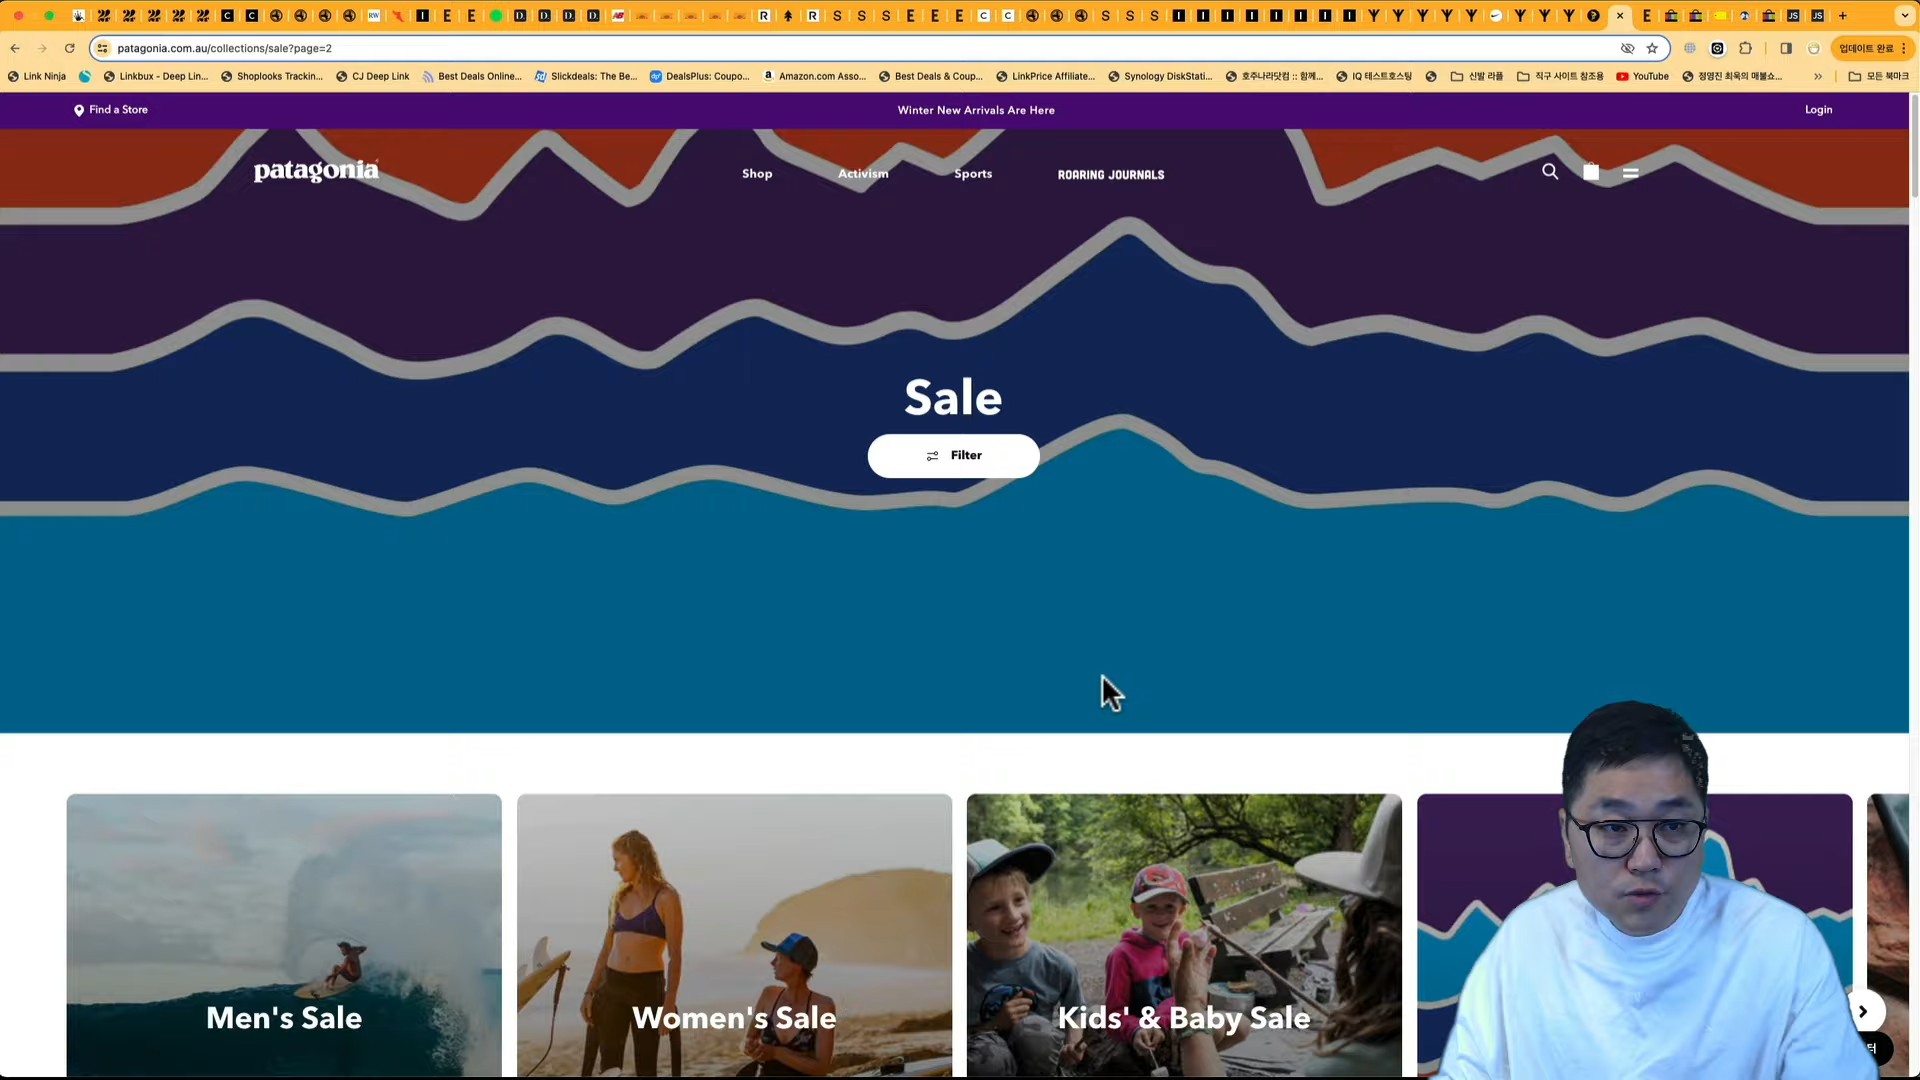 patagonia.com.au/collections/sale?page=2
업데이트 완료
Link Ninja
Linkbux - Deep Lin...
Shoplooks Trackin...
CJ Deep Link
Best Deals Online...
Slickdeals: The Be...
DealsPlus: Coupo...
Amazon.com Asso...
Best Deals & Coup...
LinkPrice Affiliate...
Synology DiskStati...
호주나라닷컴 :: 함께...
IQ 테스트호스팅
신발 라플
직구 사이트 참조용
YouTube
정영진 최욱의 매불쇼...
모든 북마크
Find a Store
Winter New Arrivals Are Here
Login
patagonia
Shop
Activism
Sports
ROARING JOURNALS
Sale
Filter
Men's Sale
Women's Sale
Kids' & Baby Sale
터